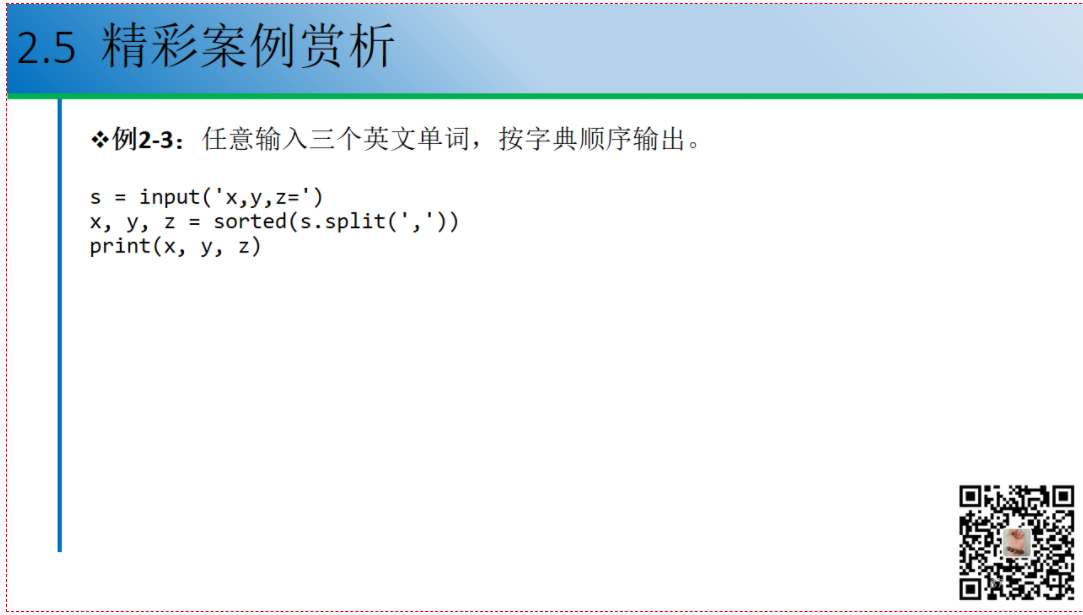 2.5 精彩案例赏析
❖例2-3：任意输入三个英文单词，按字典顺序输出。
s = input('x,y,z=')
x, y, z = sorted(s.split(','))
print(x, y, z)